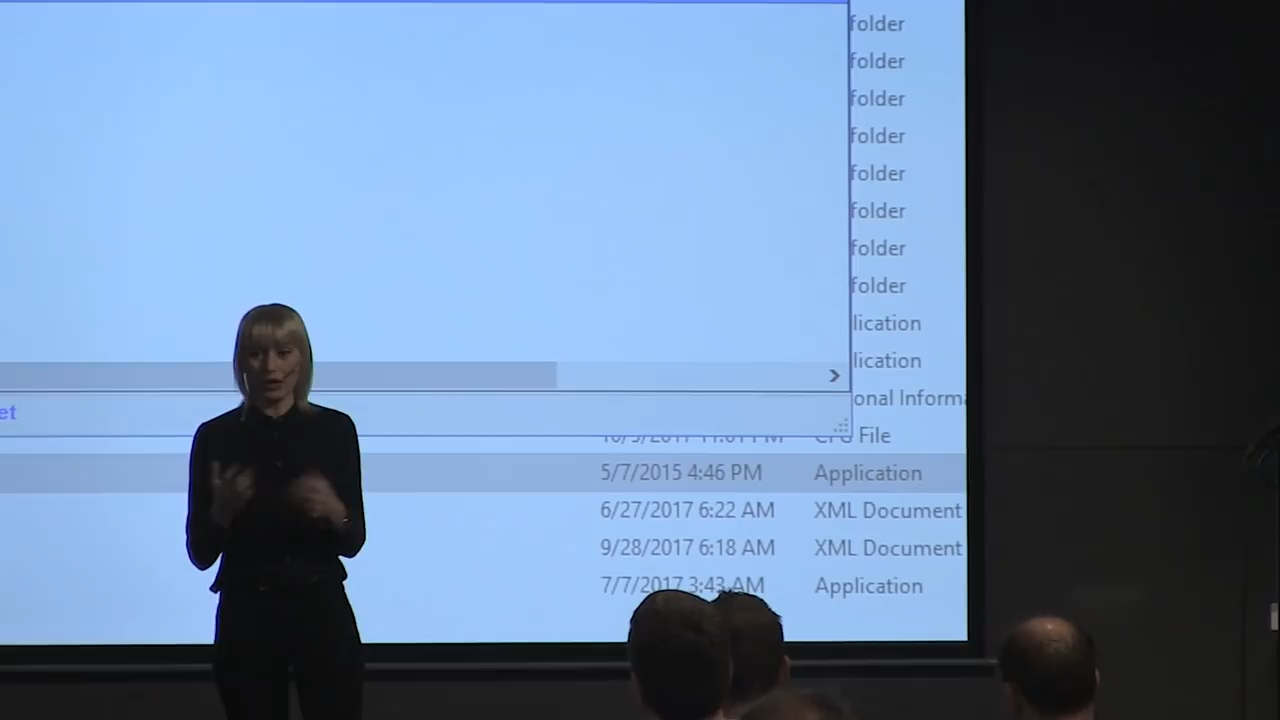 folder
folder
folder
folder
folder
folder
folder
folder
lication
lication
onal Informa
et
File
5/7/2015 4:46 PM Application
6/27/2017 6:22 AM XML Document
9/28/2017 6:18 AM XML Document
7/7/2017 3:43 AM Application